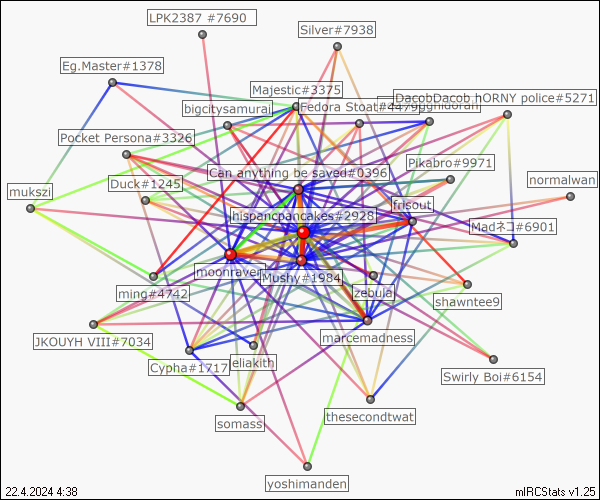 LPK2387 #7690
Silver#7938
Eg.Master#1378
Majestic#3375
DacobDacob
hORNY police#5271
bigcitysamurai
Fedora Stoat#4479
Pocket Persona#3326
Pikabro#9971
Can anything be saved#0396
normalwan
Duck#1245
mukszi
frisout
hispancpancakes#2928
Madネコ#6901
moonraver
Mushy#1984
zebuja
ming#4742
shawntee9
marcemadness
JKOUYH VIII#7034
eliakith
Cypha#1717
Swirly Boi#6154
somass
thesecondtwat
yoshimanden
22.4.2024 4:38
mIRCStats v1.25